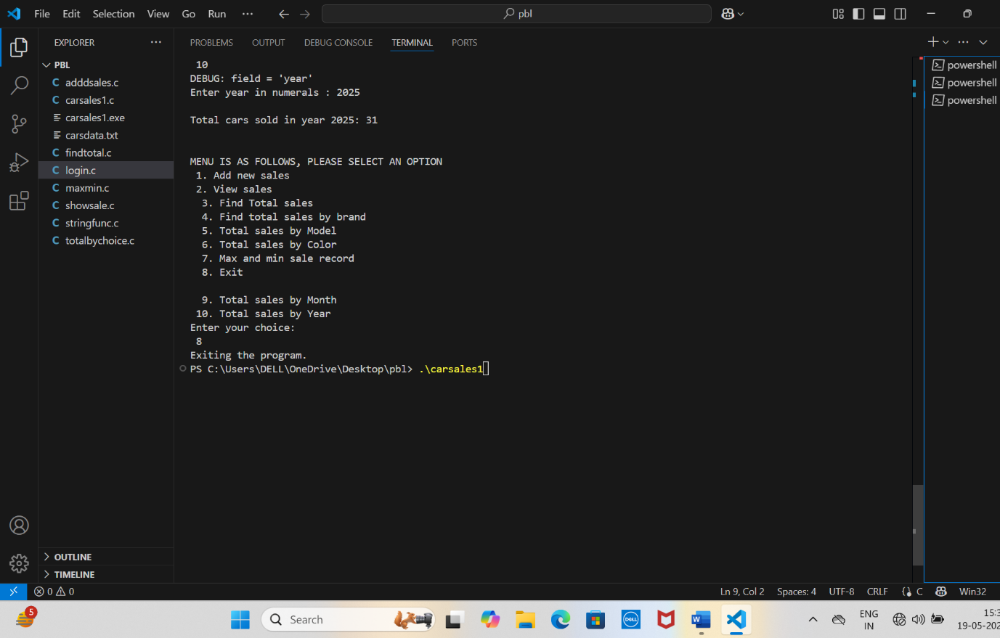 File Edit Selection View Go Run ··· pbl
EXPLORER ···
PROBLEMS OUTPUT DEBUG CONSOLE TERMINAL PORTS
PBL
C adddsales.c
C carsales1.c
carsales1.exe
carsdata.txt
C findtotal.c
C login.c
C maxmin.c
C showsale.c
C stringfunc.c
C totalbychoice.c
OUTLINE
TIMELINE
10
DEBUG: field = 'year'
Enter year in numerals : 2025
Total cars sold in year 2025: 31
MENU IS AS FOLLOWS, PLEASE SELECT AN OPTION
1. Add new sales
2. View sales
3. Find Total sales
4. Find total sales by brand
5. Total sales by Model
6. Total sales by Color
7. Max and min sale record
8. Exit
9. Total sales by Month
10. Total sales by Year
Enter your choice:
8
Exiting the program.
PS C:\Users\DELL\OneDrive\Desktop\pbl> .\carsales1
powershell
powershell
powershell
0 0 Ln 9, Col 2 Spaces: 4 UTF-8 CRLF {} C Win32
5 Search DELL W ENG
IN
15:3
19-05-202